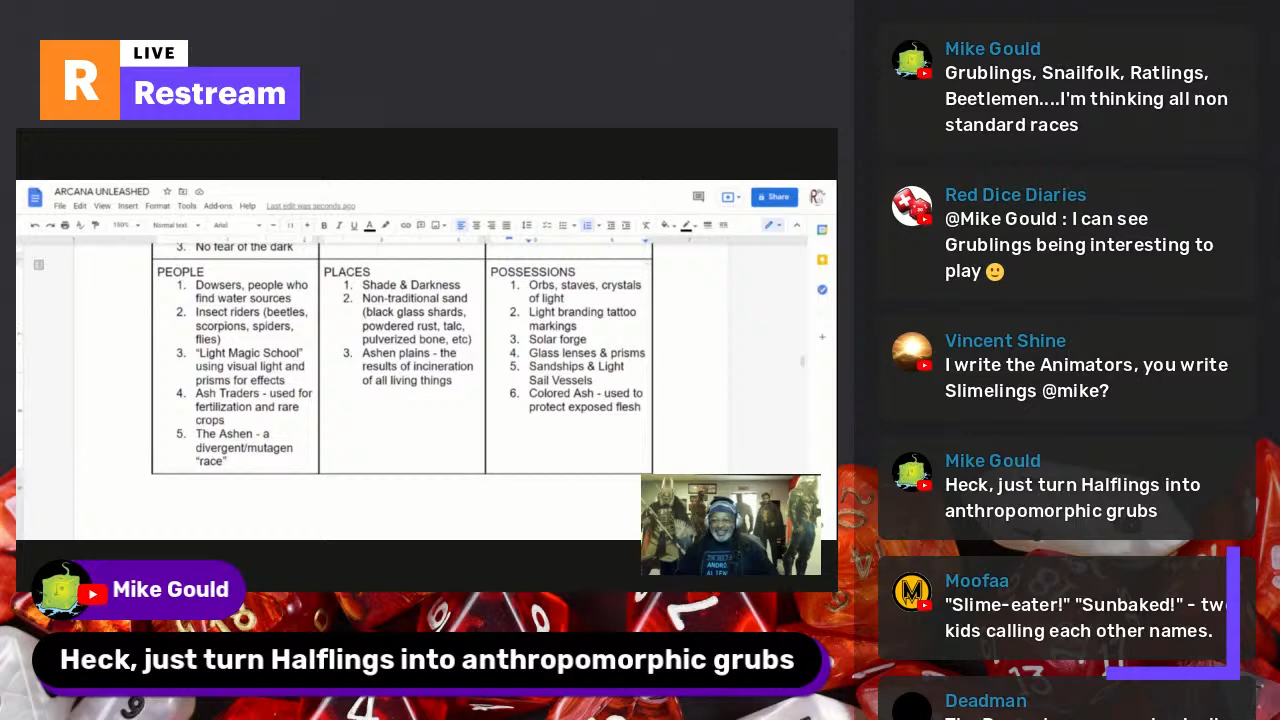 LIVE
R
Restream
ARCANA UNLEASHED
File Edit View Insert Format Tools Add-ons Help Last edit was seconds ago
Share
150% Normal text Arial 11
3. No fear of the dark
PEOPLE
1. Dowsers, people who
find water sources
2. Insect riders (beetles,
scorpions, spiders,
flies)
3. “Light Magic School”
using visual light and
prisms for effects
4. Ash Traders - used for
fertilization and rare
crops
5. The Ashen - a
divergent/mutagen
“race”
PLACES
1. Shade & Darkness
2. Non-traditional sand
(black glass shards,
powdered rust, talc,
pulverized bone, etc)
3. Ashen plains - the
results of incineration
of all living things
POSSESSIONS
1. Orbs, staves, crystals
of light
2. Light branding tattoo
markings
3. Solar forge
4. Glass lenses & prisms
5. Sandships & Light
Sail Vessels
6. Colored Ash - used to
protect exposed flesh
ANDRO
ALIEN
Mike Gould
Heck, just turn Halflings into anthropomorphic grubs
Mike Gould
Grublings, Snailfolk, Ratlings,
Beetlemen....I'm thinking all non
standard races
Red Dice Diaries
@Mike Gould : I can see
Grublings being interesting to
play 🙂
Vincent Shine
I write the Animators, you write
Slimelings @mike?
Mike Gould
Heck, just turn Halflings into
anthropomorphic grubs
Moofaa
"Slime-eater!" "Sunbaked!" - two
kids calling each other names.
Deadman